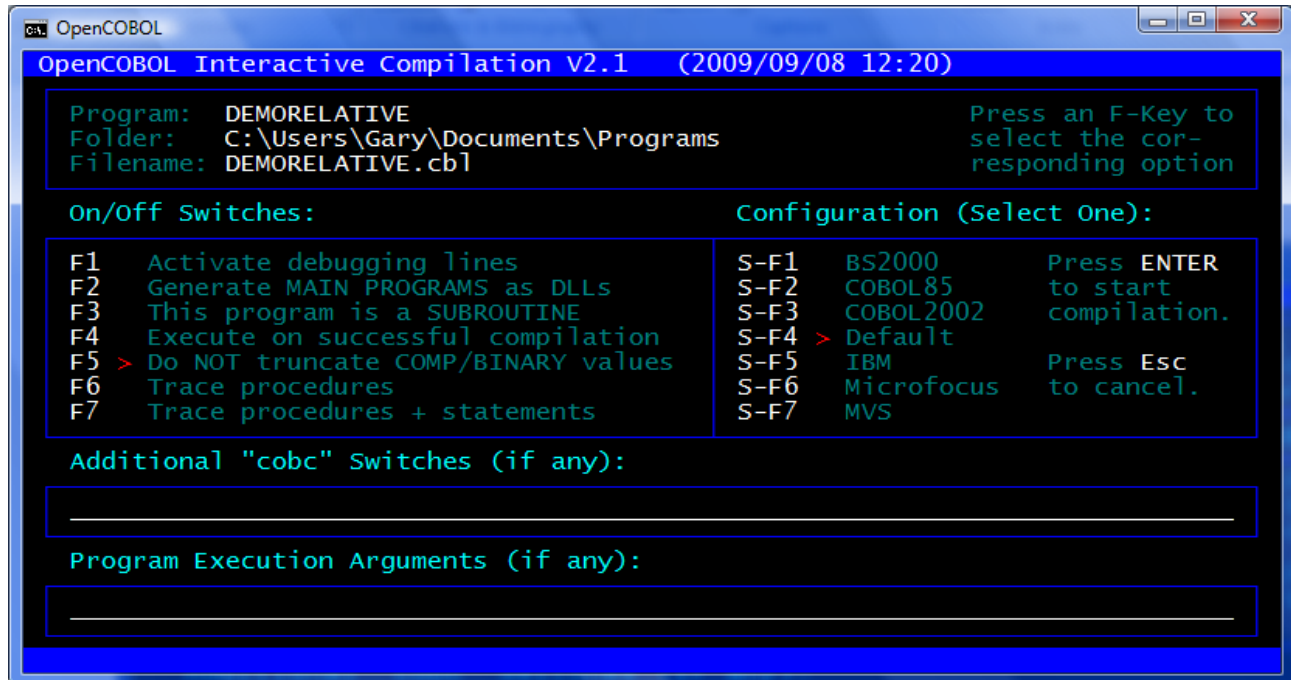 OpenCOBOL
OpenCOBOL Interactive Compilation V2.1 (2009/09/08 12:20)
Program: DEMORELATIVE Press an F-Key to
Folder: C:\Users\Gary\Documents\Programs select the cor-
Filename: DEMORELATIVE.cbl responding option
On/Off Switches: Configuration (Select One):
F1 Activate debugging lines S-F1 BS2000 Press ENTER
F2 Generate MAIN PROGRAMS as DLLs S-F2 COBOL85 to start
F3 This program is a SUBROUTINE S-F3 COBOL2002 compilation.
F4 Execute on successful compilation S-F4 > Default
F5 > Do NOT truncate COMP/BINARY values S-F5 IBM Press Esc
F6 Trace procedures S-F6 Microfocus to cancel.
F7 Trace procedures + statements S-F7 MVS
Additional "cobc" Switches (if any):
Program Execution Arguments (if any):